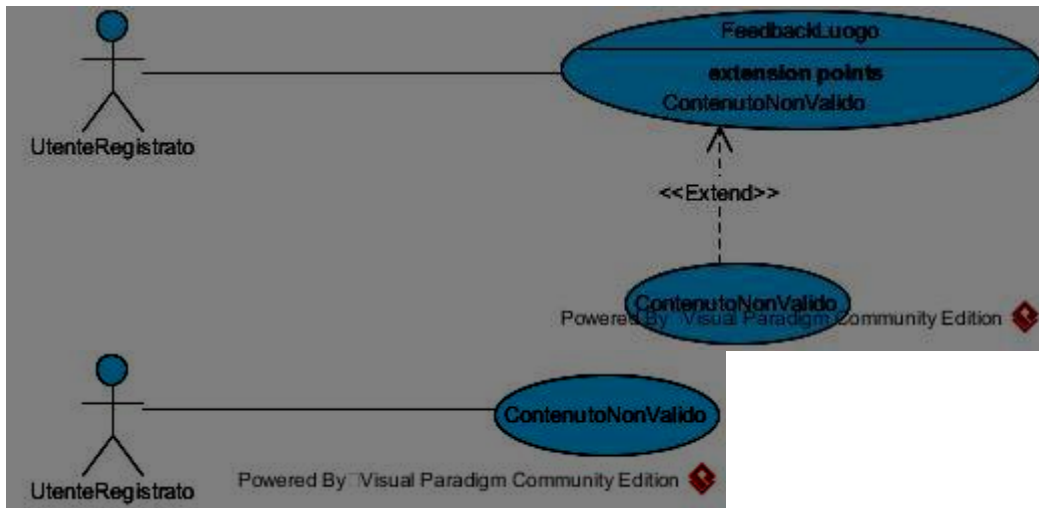 FeedbackLuogo
extension points
ContenutoNonValido
UtenteRegistrato
<<Extend>>
ContenutoNonValido
Powered By Visual Paradigm Community Edition
ContenutoNonValido
Powered By Visual Paradigm Community Edition
UtenteRegistrato